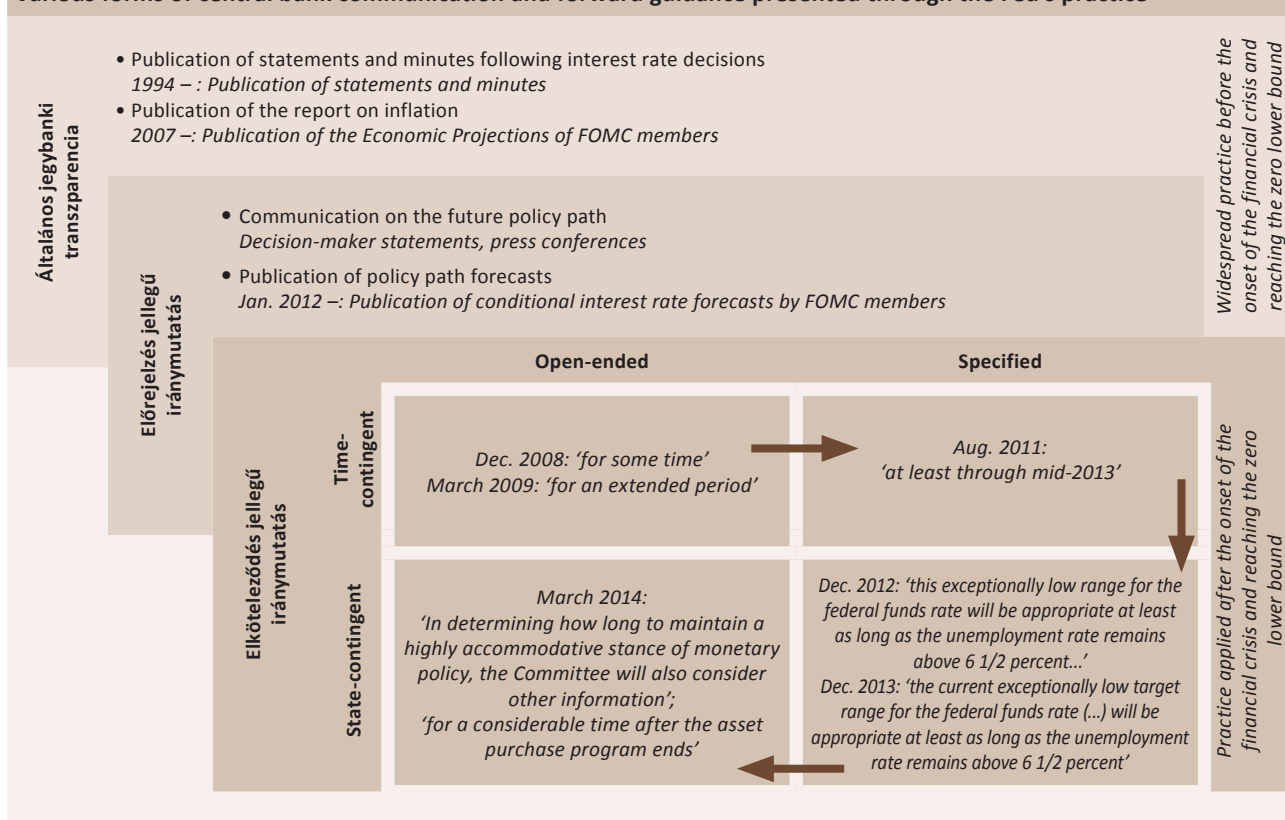 Various forms of central bank communication and forward guidance presented through the Fed's practice
Általános jegybanki
transzparencia
• Publication of statements and minutes following interest rate decisions
1994 – : Publication of statements and minutes
• Publication of the report on inflation
2007 –: Publication of the Economic Projections of FOMC members
Widespread practice before the
onset of the financial crisis and
reaching the zero lower bound
Előrejelzés jellegű
iránymutatás
• Communication on the future policy path
Decision-maker statements, press conferences
• Publication of policy path forecasts
Jan. 2012 –: Publication of conditional interest rate forecasts by FOMC members
Elköteleződés jellegű
iránymutatás
Open-ended
Specified
Time-
contingent
Dec. 2008: ‘for some time’
March 2009: ‘for an extended period’
Aug. 2011:
‘at least through mid-2013’
State-contingent
March 2014:
‘In determining how long to maintain a
highly accommodative stance of monetary
policy, the Committee will also consider
other information’;
‘for a considerable time after the asset
purchase program ends’
Dec. 2012: ‘this exceptionally low range for the
federal funds rate will be appropriate at least
as long as the unemployment rate remains
above 6 1/2 percent...’
Dec. 2013: ‘the current exceptionally low target
range for the federal funds rate (...) will be
appropriate at least as long as the unemployment
rate remains above 6 1/2 percent’
Practice applied after the onset of the
financial crisis and reaching the zero
lower bound